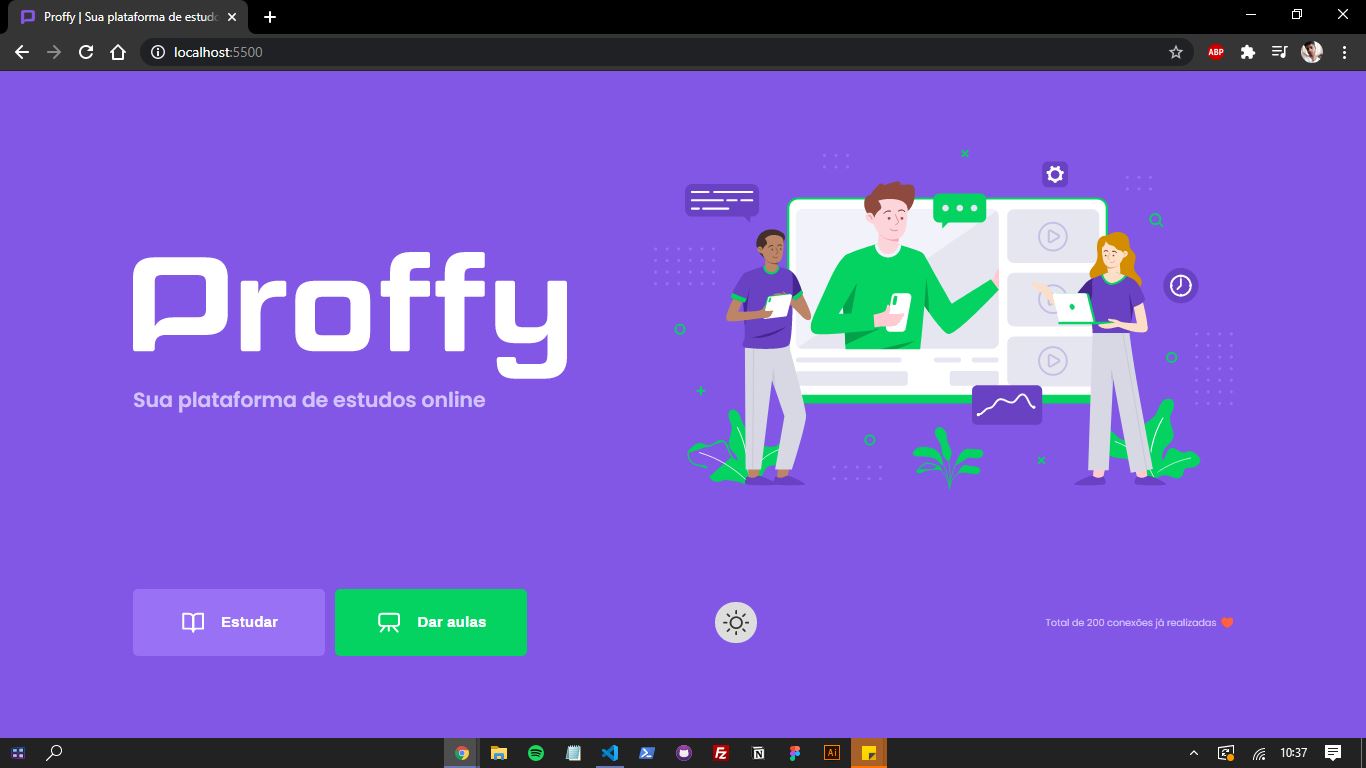 Proffy | Sua plataforma de estudo
localhost:5500
ABP
Proffy
Sua plataforma de estudos online
Estudar
Dar aulas
Total de 200 conexões já realizadas
Fz
N
Ai
10:37